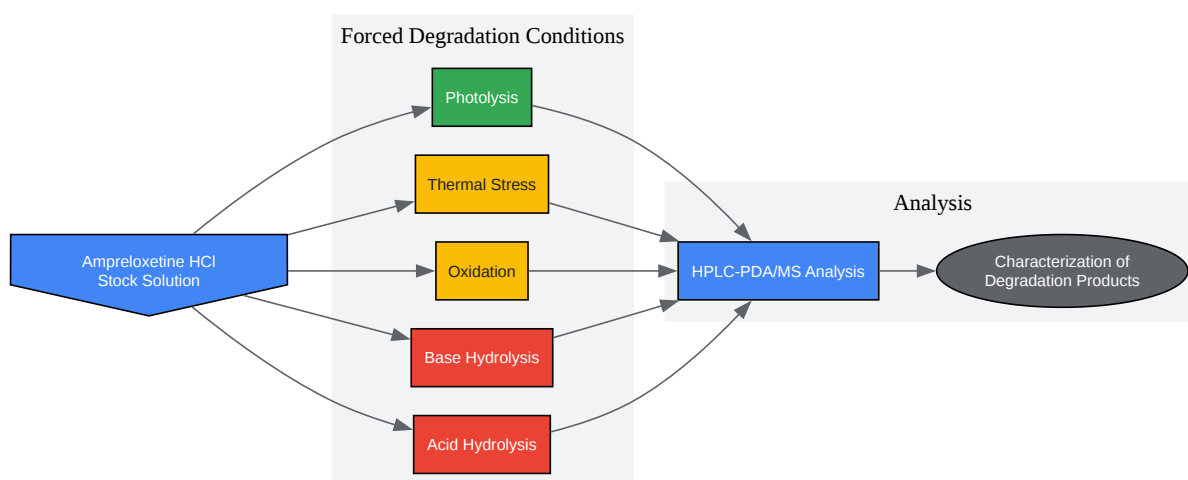 Forced Degradation Conditions
Photolysis
Thermal Stress
Analysis
Ampreloxetine HCl
Stock Solution
Oxidation
HPLC-PDA/MS Analysis
Characterization of
Degradation Products
Base Hydrolysis
Acid Hydrolysis